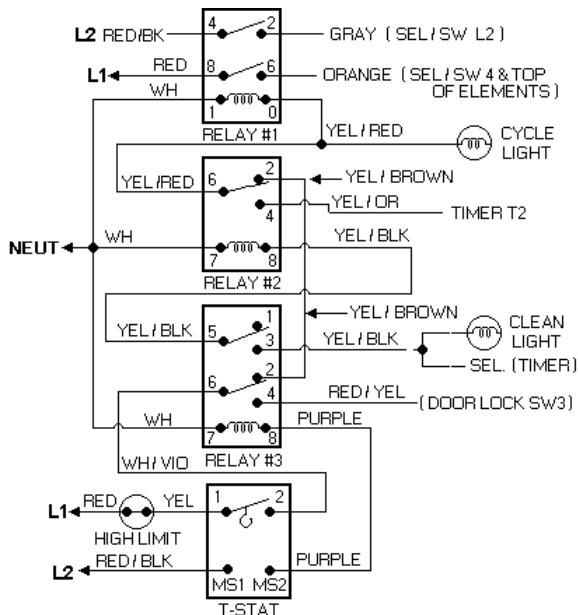 L2 RED/BK 4 2 GRAY ( SEL/SW L2 )
L1 RED 8 6 ORANGE ( SEL/SW 4 & TOP
OF ELEMENTS )
WH 1 0
RELAY #1
YEL/RED CYCLE
LIGHT
YEL/RED 6 2 YEL/BROWN
4 YEL/OR TIMER T2
NEUT WH 7 8 YEL/BLK
RELAY #2
YEL/BROWN
YEL/BLK 5 1
3 YEL/BLK CLEAN
LIGHT
SEL. (TIMER)
6 2
4 RED/YEL (DOOR LOCK SW3)
WH 7 8 PURPLE
RELAY #3
WH/VIO
L1 RED YEL 1 2
HIGH LIMIT
L2 RED/BLK MS1 MS2 PURPLE
T-STAT